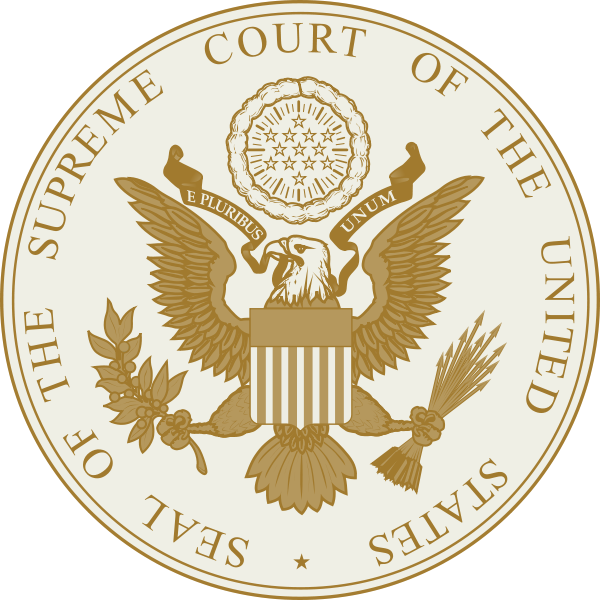 SEAL OF THE SUPREME COURT OF THE UNITED STATES
E PLURIBUS UNUM